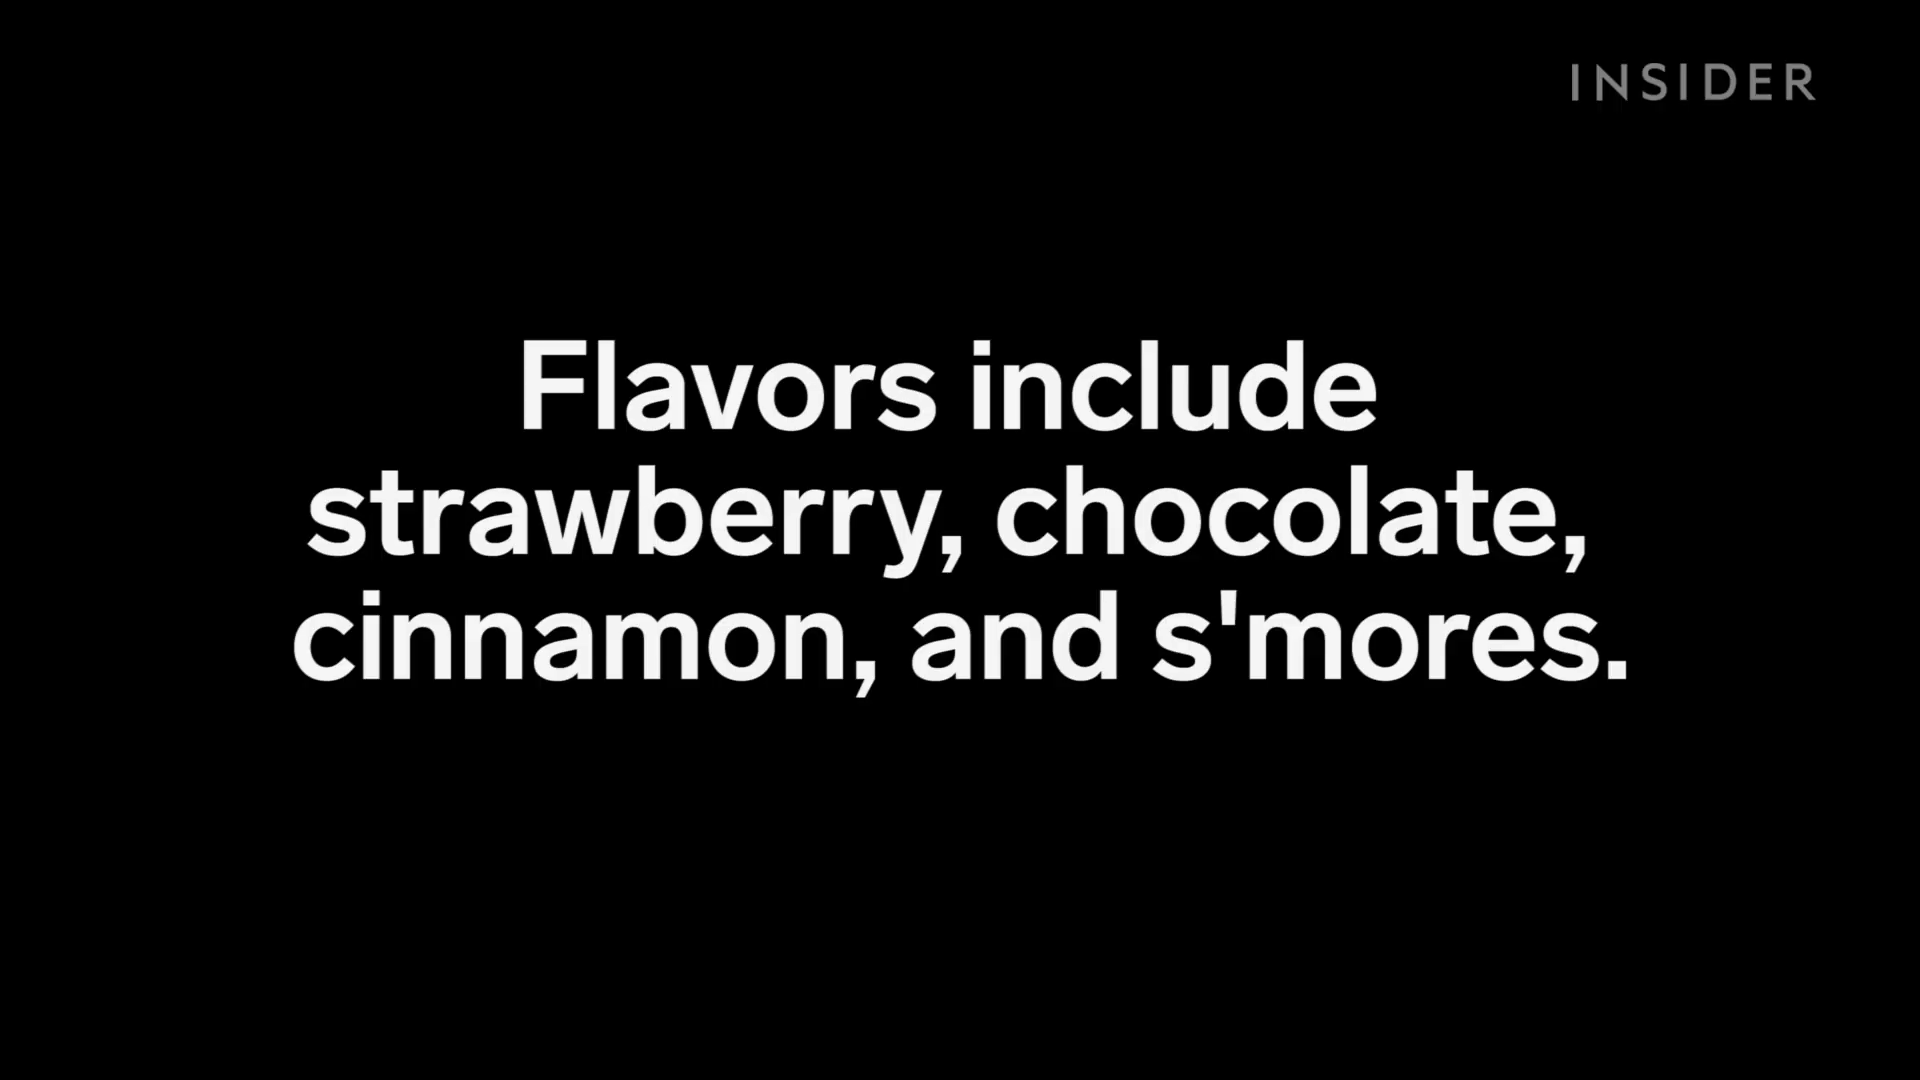 INSIDER
Flavors include
strawberry, chocolate,
cinnamon, and s'mores.